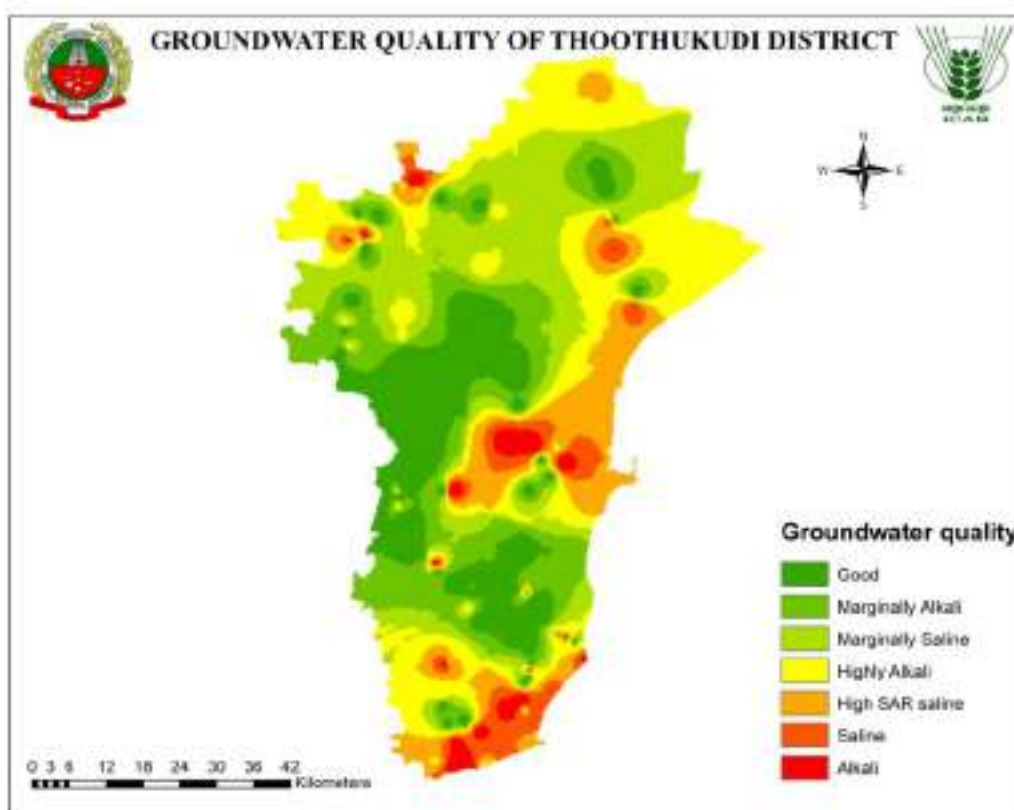 GROUNDWATER QUALITY OF THOOTHUKUDI DISTRICT
N
W E
S
Groundwater quality
Good
Marginally Alkali
Marginally Saline
Highly Alkali
High SAR saline
Saline
Alkali
0 3 6 12 18 24 30 36 42
Kilometers